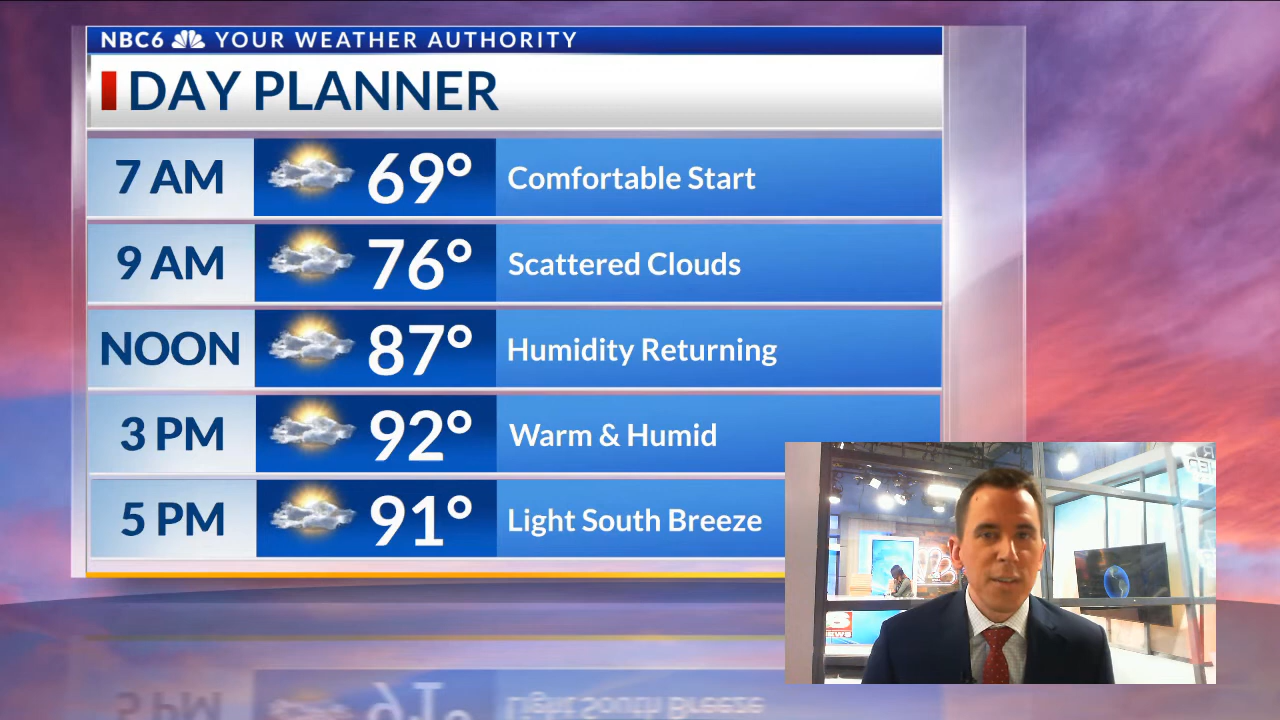 NBC6 YOUR WEATHER AUTHORITY
DAY PLANNER
7 AM 69° Comfortable Start
9 AM 76° Scattered Clouds
NOON 87° Humidity Returning
3 PM 92° Warm & Humid
5 PM 91° Light South Breeze